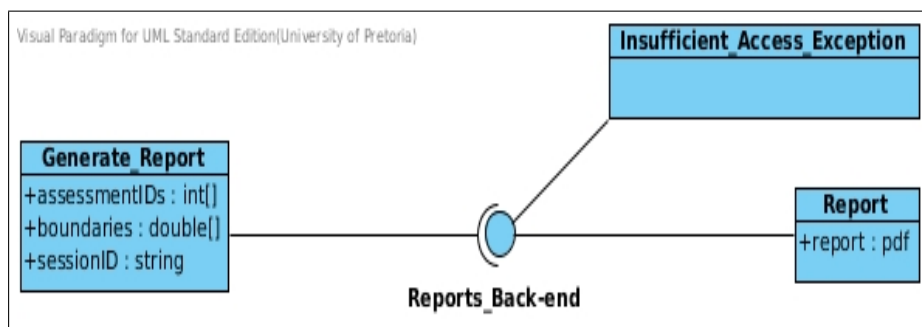 Visual Paradigm for UML Standard Edition(University of Pretoria)
Insufficient_Access_Exception
Generate_Report
+assessmentIDs : int[]
+boundaries : double[]
+sessionID : string
Report
+report : pdf
Reports_Back-end